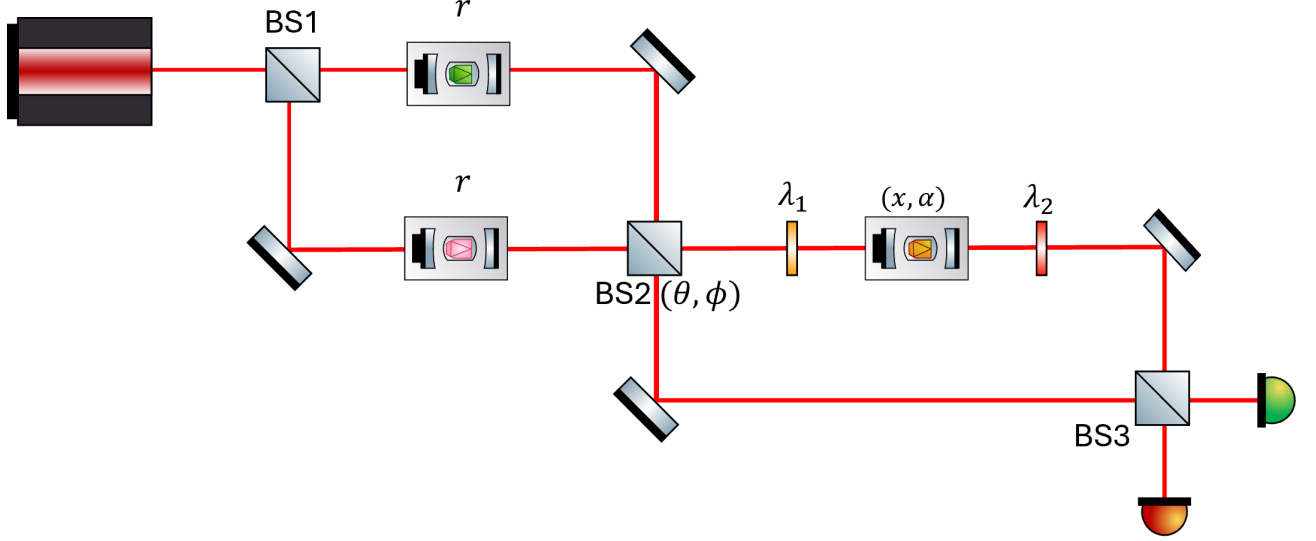 BS1
r
r
λ₁
(x, α)
λ₂
BS2 (θ, ϕ)
BS3